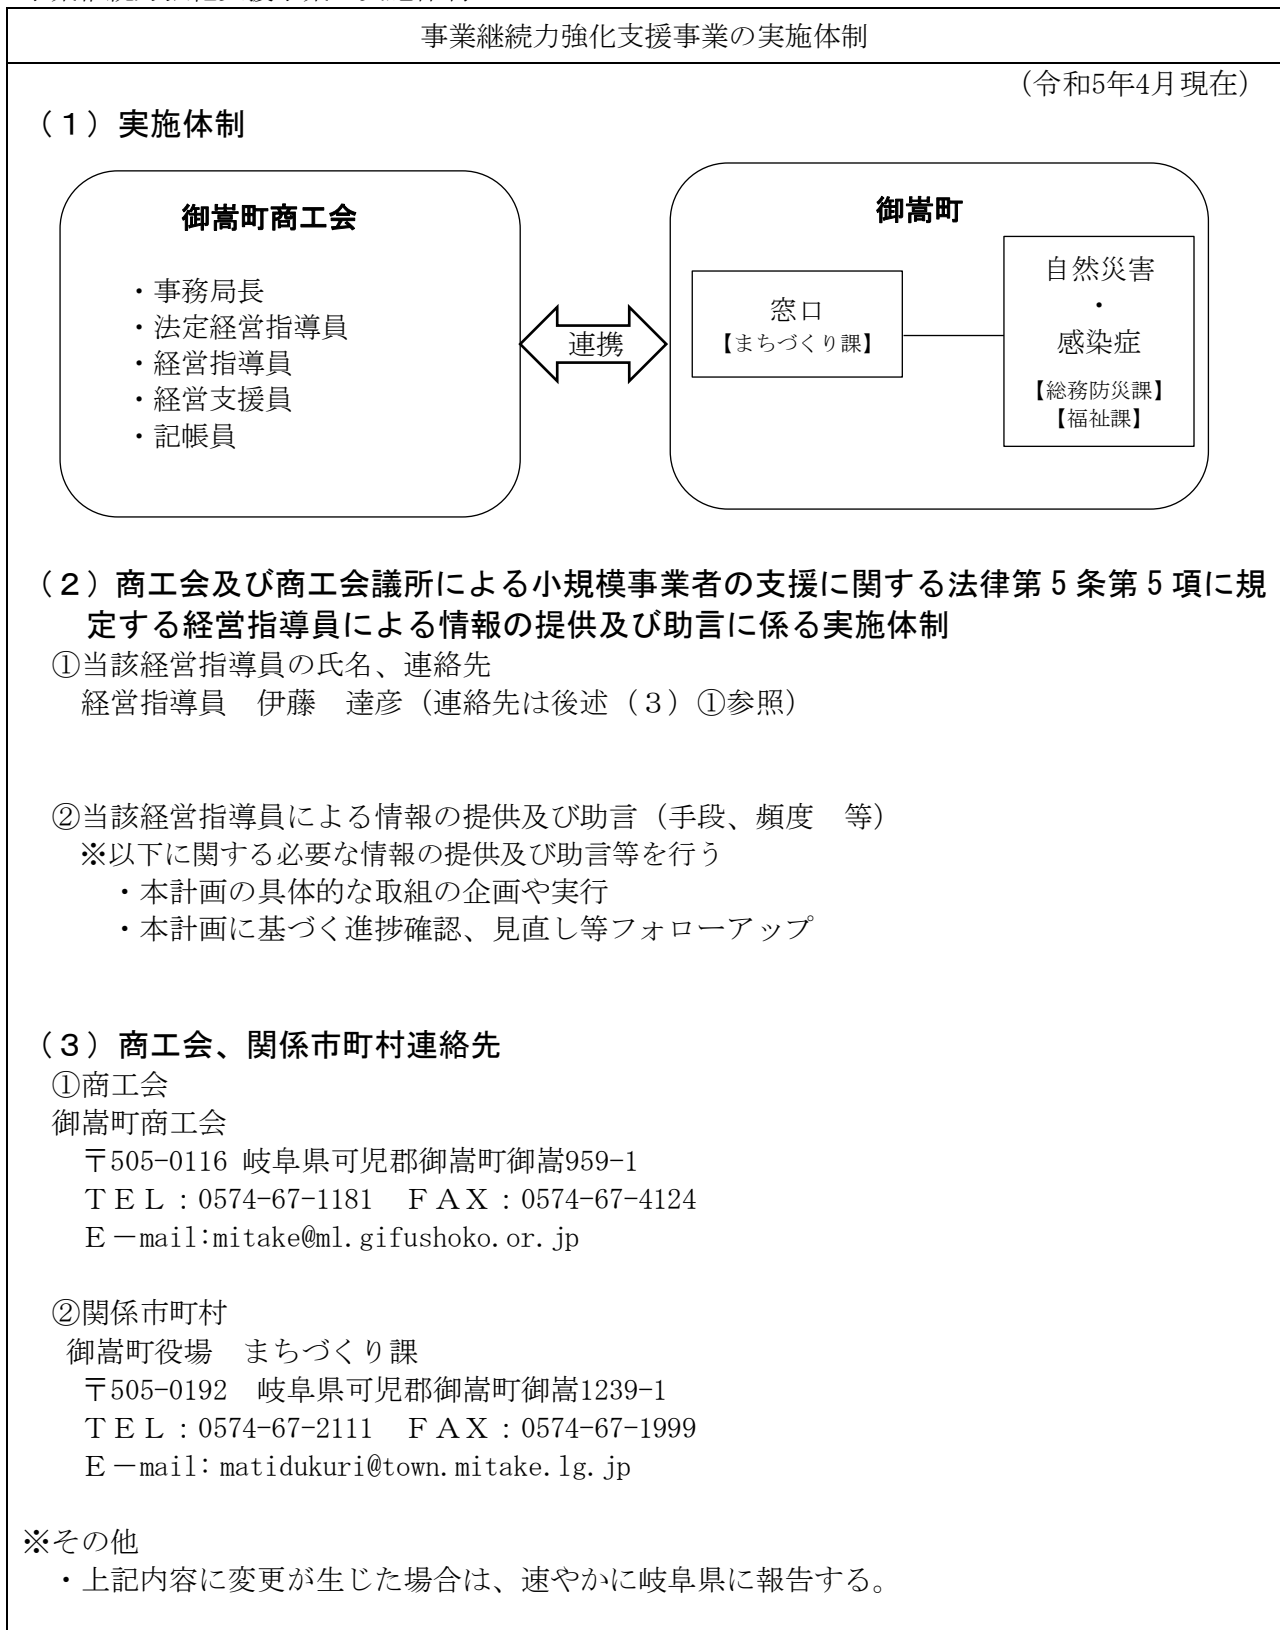 事業継続力強化支援事業の実施体制
（令和5年4月現在）
（１）実施体制
御嵩町商工会
・事務局長
・法定経営指導員
・経営指導員
・経営支援員
・記帳員
連携
御嵩町
窓口
【まちづくり課】
自然災害
・
感染症
【総務防災課】
【福祉課】
（２）商工会及び商工会議所による小規模事業者の支援に関する法律第５条第５項に規
定する経営指導員による情報の提供及び助言に係る実施体制
①当該経営指導員の氏名、連絡先
経営指導員　伊藤　達彦（連絡先は後述（３）①参照）
②当該経営指導員による情報の提供及び助言（手段、頻度　等）
※以下に関する必要な情報の提供及び助言等を行う
・本計画の具体的な取組の企画や実行
・本計画に基づく進捗確認、見直し等フォローアップ
（３）商工会、関係市町村連絡先
①商工会
御嵩町商工会
〒505-0116 岐阜県可児郡御嵩町御嵩959-1
ＴＥＬ：0574-67-1181　ＦＡＸ：0574-67-4124
Ｅ－mail:mitake@ml.gifushoko.or.jp
②関係市町村
御嵩町役場　まちづくり課
〒505-0192　岐阜県可児郡御嵩町御嵩1239-1
ＴＥＬ：0574-67-2111　ＦＡＸ：0574-67-1999
Ｅ－mail: matidukuri@town.mitake.lg.jp
※その他
・上記内容に変更が生じた場合は、速やかに岐阜県に報告する。